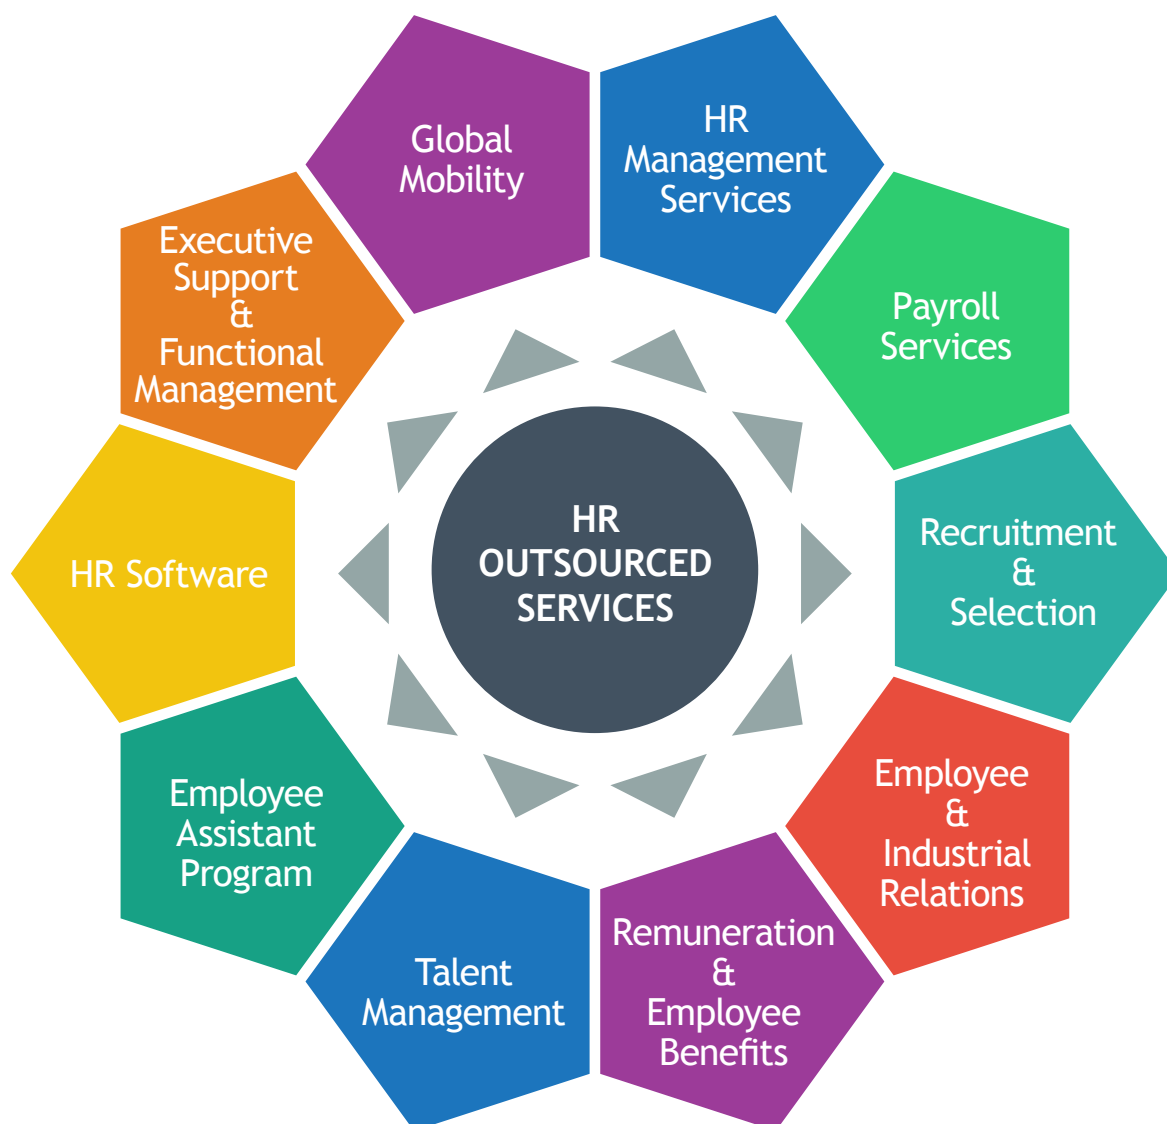 Global
Mobility
HR
Management
Services
Executive
Support
&
Functional
Management
Payroll
Services
HR Software
HR
OUTSOURCED
SERVICES
Recruitment
&
Selection
Employee
Assistant
Program
Employee
&
Industrial
Relations
Talent
Management
Remuneration
&
Employee
Benefits